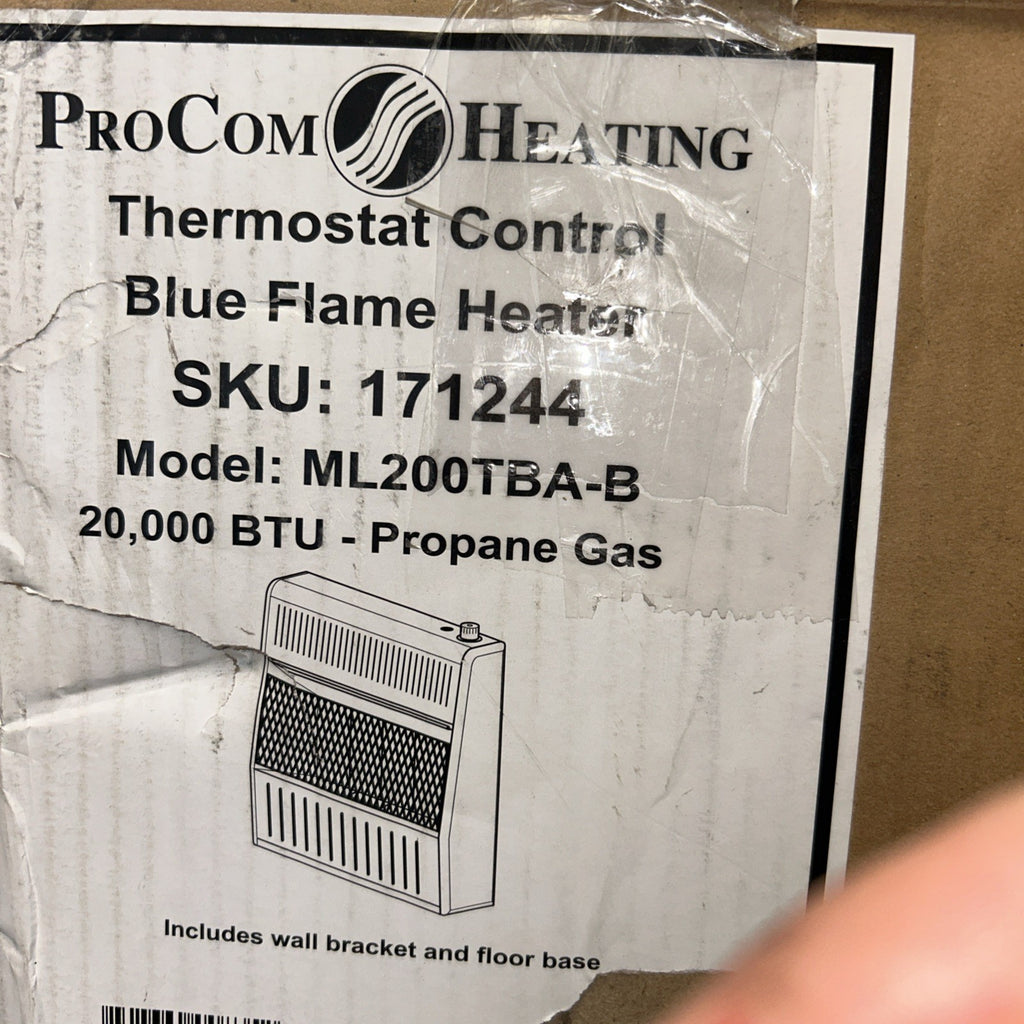 PROCOM HEATING
Thermostat Control
Blue Flame Heater
SKU: 171244
Model: ML200TBA-B
20,000 BTU - Propane Gas
Includes wall bracket and floor base